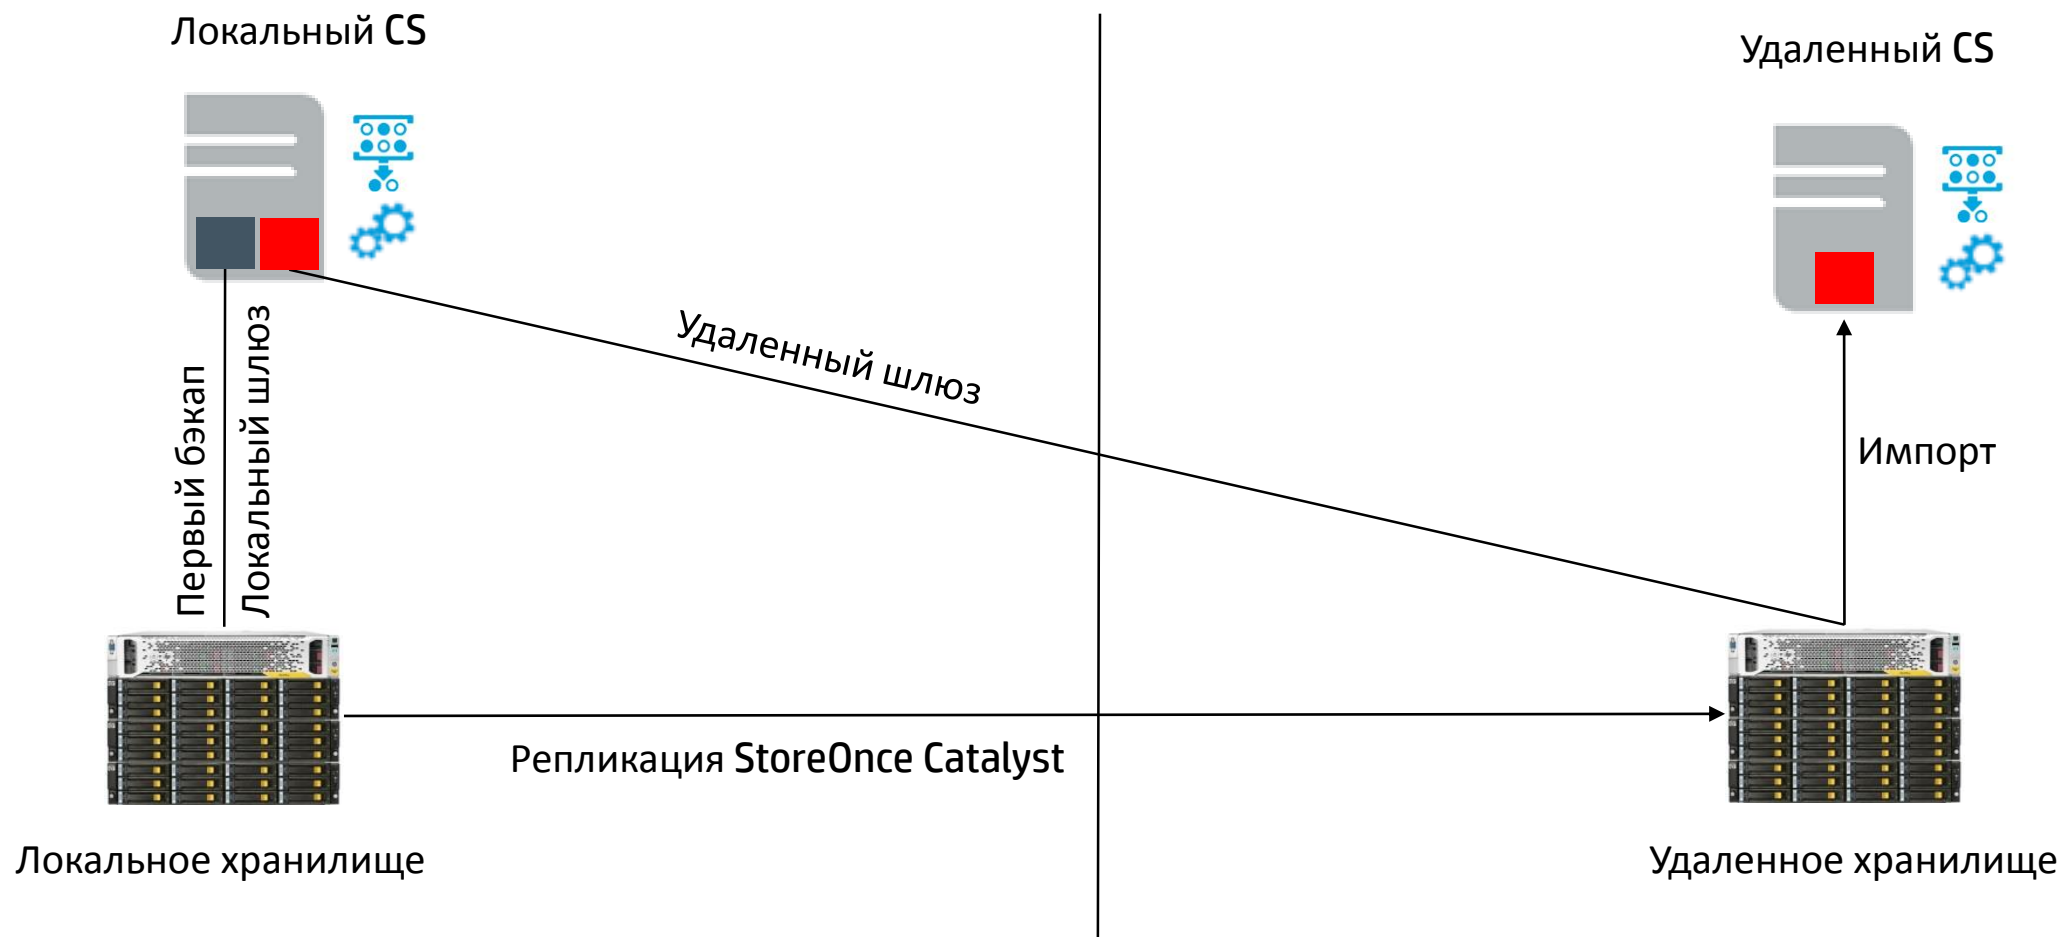 Локальный CS
Удаленный CS
Удаленный шлюз
Первый бэкап
Локальный шлюз
Импорт
Репликация StoreOnce Catalyst
Локальное хранилище
Удаленное хранилище